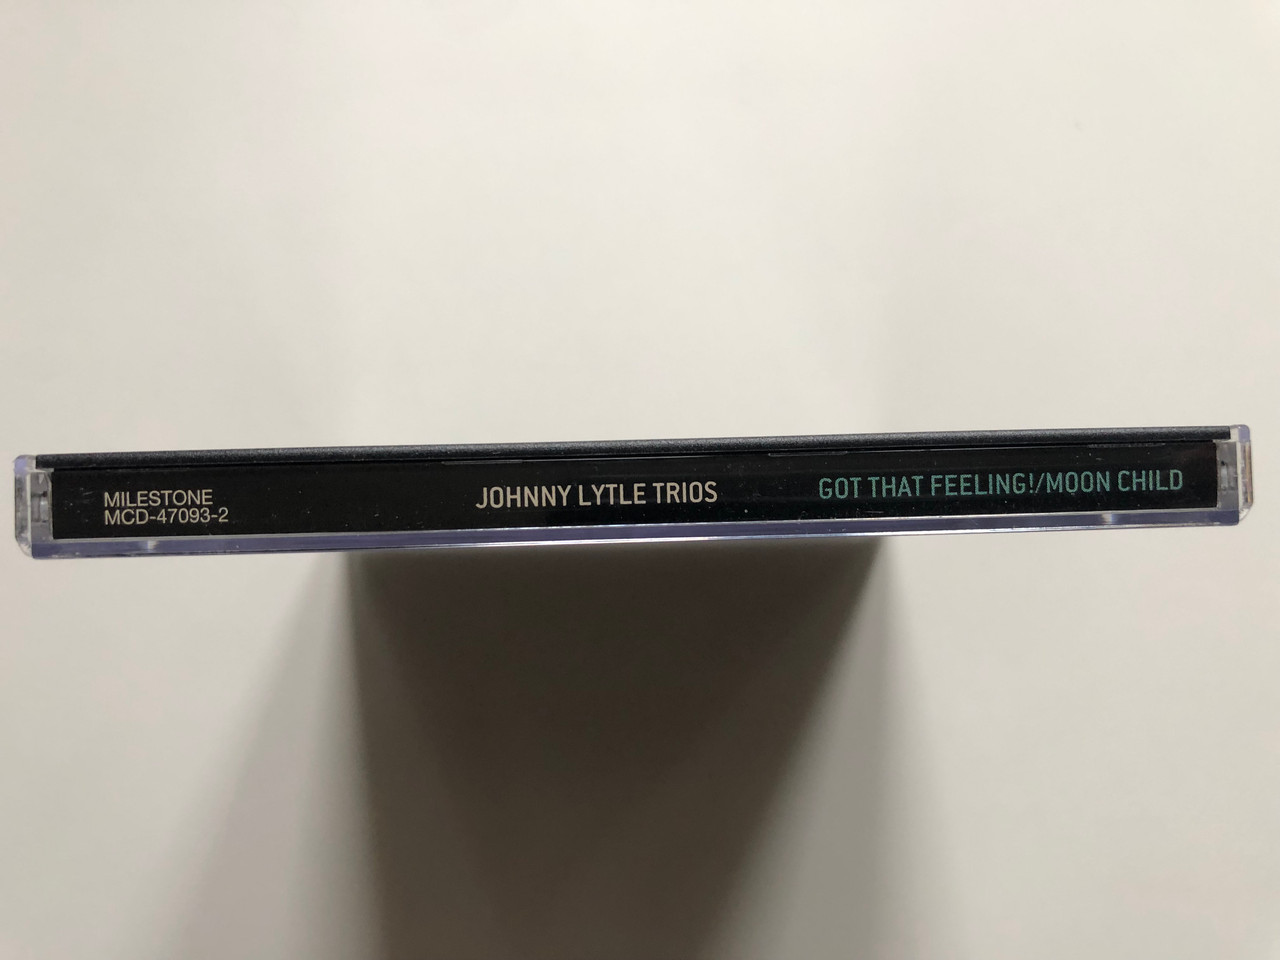 MILESTONE
MCD-47093-2
JOHNNY LYTLE TRIOS
GOT THAT FEELING!/MOON CHILD